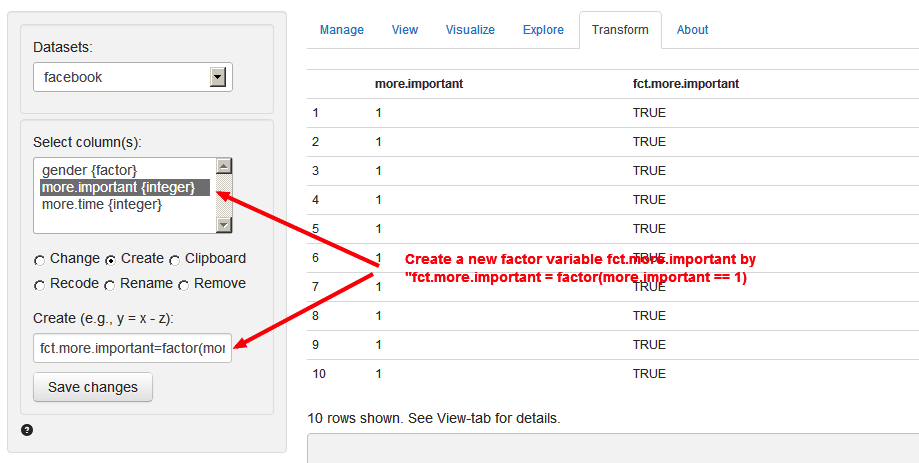 Datasets:
facebook
Select column(s):
gender {factor}
more.important {integer}
more.time {integer}
Change Create Clipboard
Recode Rename Remove
Create (e.g., y = x - z):
fct.more.important=factor(mor
Save changes
?
Manage View Visualize Explore Transform About
more.important fct.more.important
1 1 TRUE
2 1 TRUE
3 1 TRUE
4 1 TRUE
5 1 TRUE
6 1 TRUE
Create a new factor variable fct.more.important by
"fct.more.important = factor(more.important == 1)
7 1 TRUE
8 1 TRUE
9 1 TRUE
10 1 TRUE
10 rows shown. See View-tab for details.